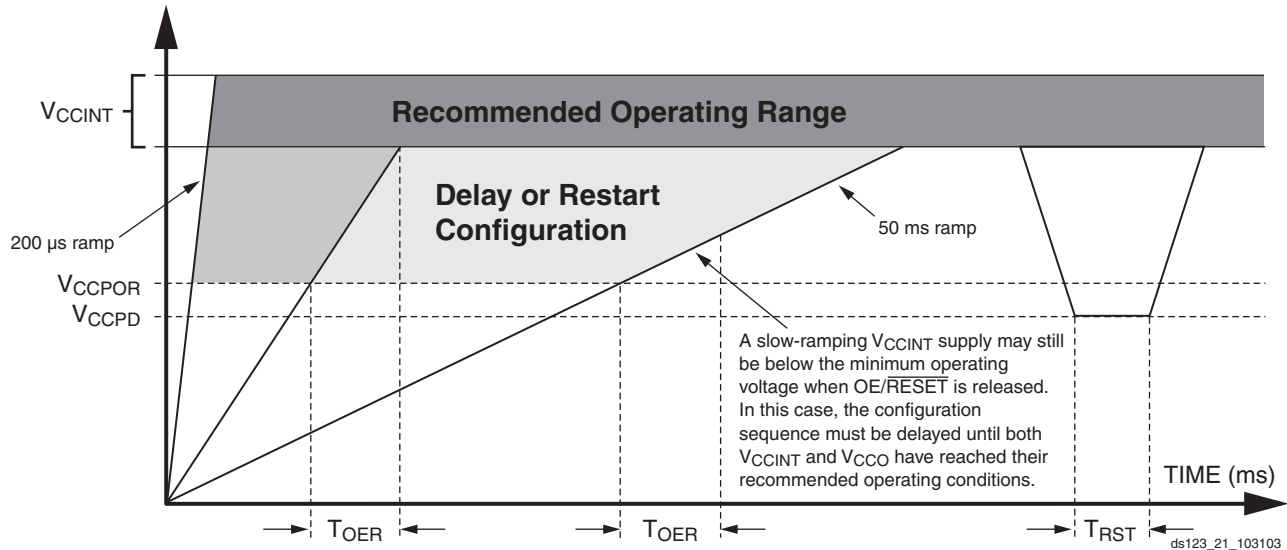 VCCINT
Recommended Operating Range
Delay or Restart
Configuration
200 µs ramp
50 ms ramp
VCCPOR
VCCPD
A slow-ramping VCCINT supply may still
be below the minimum operating
voltage when OE/RESET is released.
In this case, the configuration
sequence must be delayed until both
VCCINT and VCCO have reached their
recommended operating conditions.
TIME (ms)
TOER
TOER
TRST
ds123_21_103103